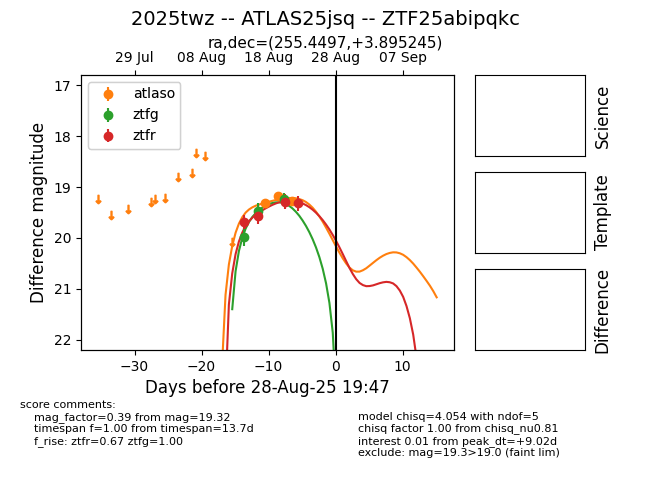 2025twz -- ATLAS25jsq -- ZTF25abipqkc
ra,dec=(255.4497,+3.895245)
29 Jul 08 Aug 18 Aug 28 Aug 07 Sep
atlaso
ztfg
ztfr
17
18
19
20
21
22
Difference magnitude
−30 −20 −10 0 10
Days before 28-Aug-25 19:47
Science
Template
Difference
score comments:
mag_factor=0.39 from mag=19.32
timespan f=1.00 from timespan=13.7d
f_rise: ztfr=0.67 ztfg=1.00
model chisq=4.054 with ndof=5
chisq factor 1.00 from chisq_nu0.81
interest 0.01 from peak_dt=+9.02d
exclude: mag=19.3>19.0 (faint lim)